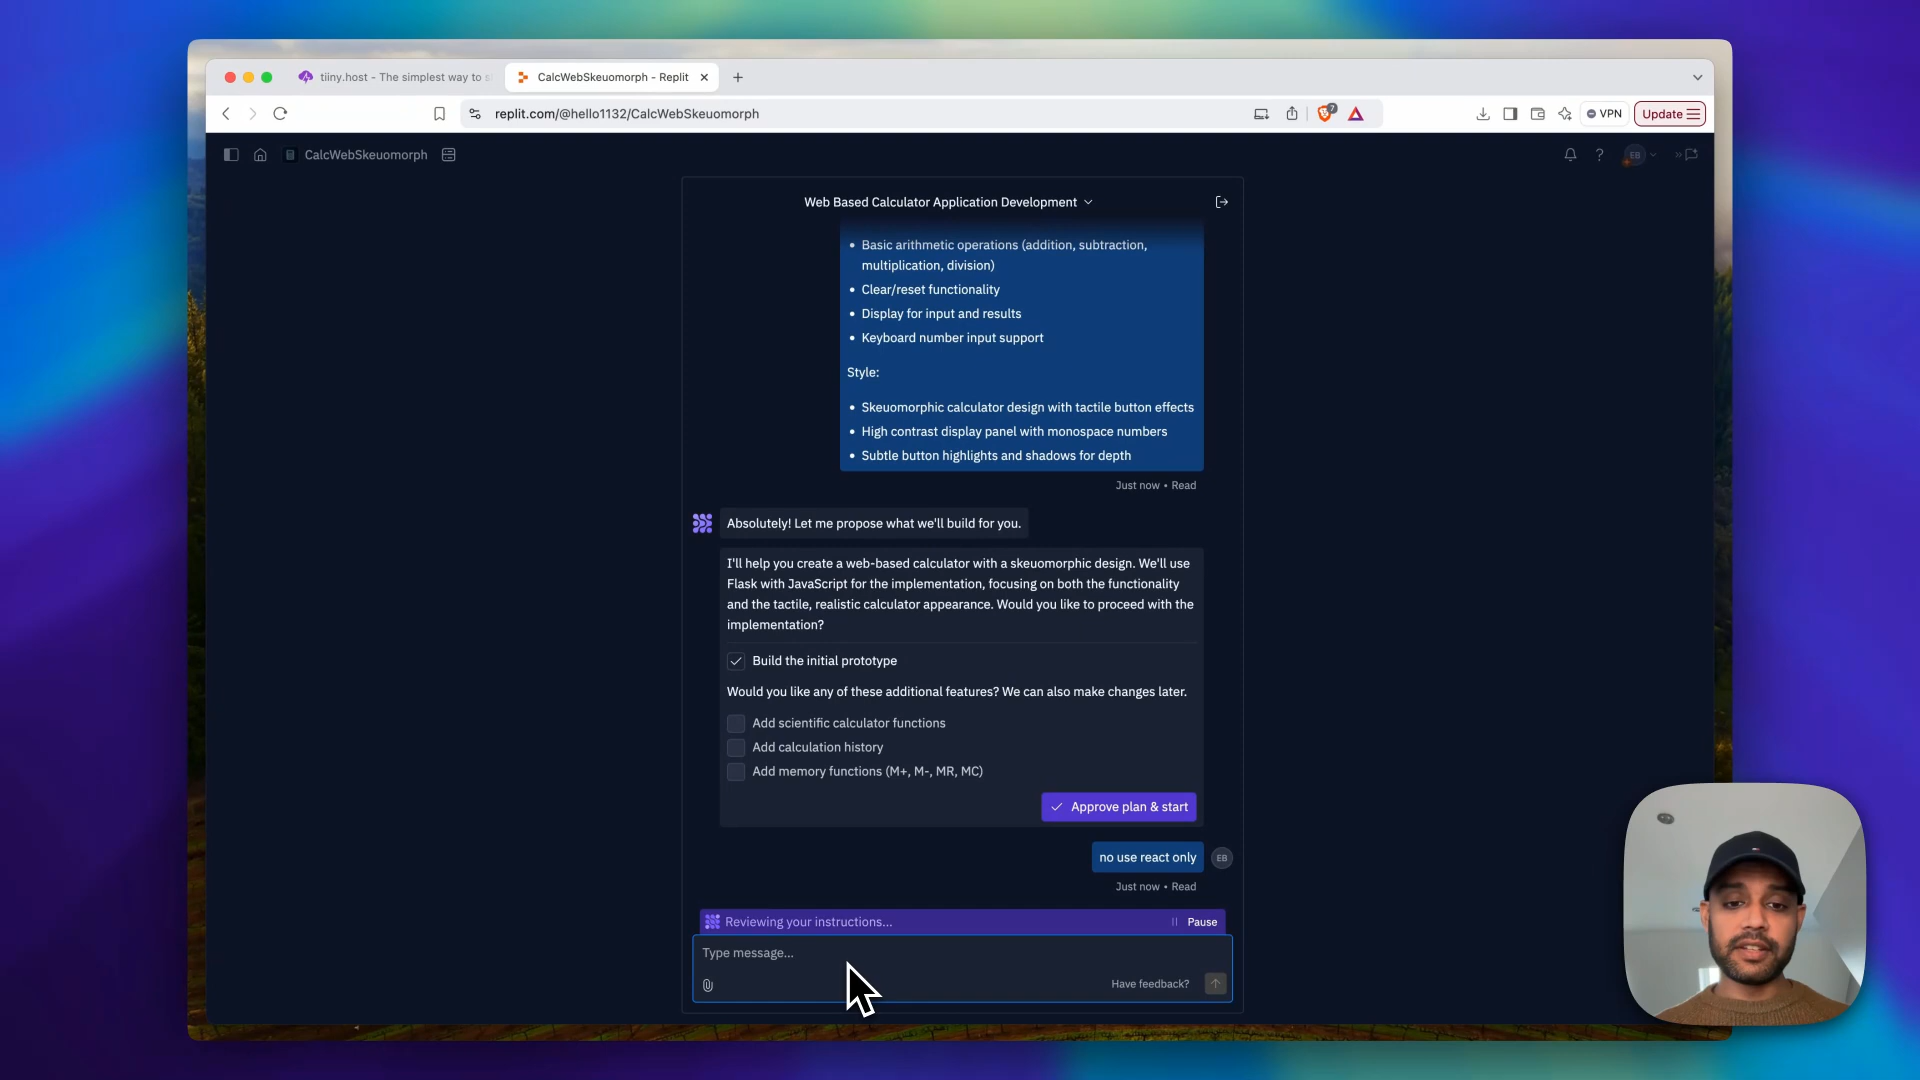 tiiny.host - The simplest way to s
CalcWebSkeuomorph - Replit
replit.com/@hello1132/CalcWebSkeuomorph
7
VPN
Update
CalcWebSkeuomorph
EB
Web Based Calculator Application Development
• Basic arithmetic operations (addition, subtraction,
multiplication, division)
• Clear/reset functionality
• Display for input and results
• Keyboard number input support
Style:
• Skeuomorphic calculator design with tactile button effects
• High contrast display panel with monospace numbers
• Subtle button highlights and shadows for depth
Just now • Read
Absolutely! Let me propose what we'll build for you.
I'll help you create a web-based calculator with a skeuomorphic design. We'll use
Flask with JavaScript for the implementation, focusing on both the functionality
and the tactile, realistic calculator appearance. Would you like to proceed with the
implementation?
Build the initial prototype
Would you like any of these additional features? We can also make changes later.
Add scientific calculator functions
Add calculation history
Add memory functions (M+, M-, MR, MC)
Approve plan & start
no use react only
EB
Just now • Read
Reviewing your instructions...
Pause
Type message...
Have feedback?